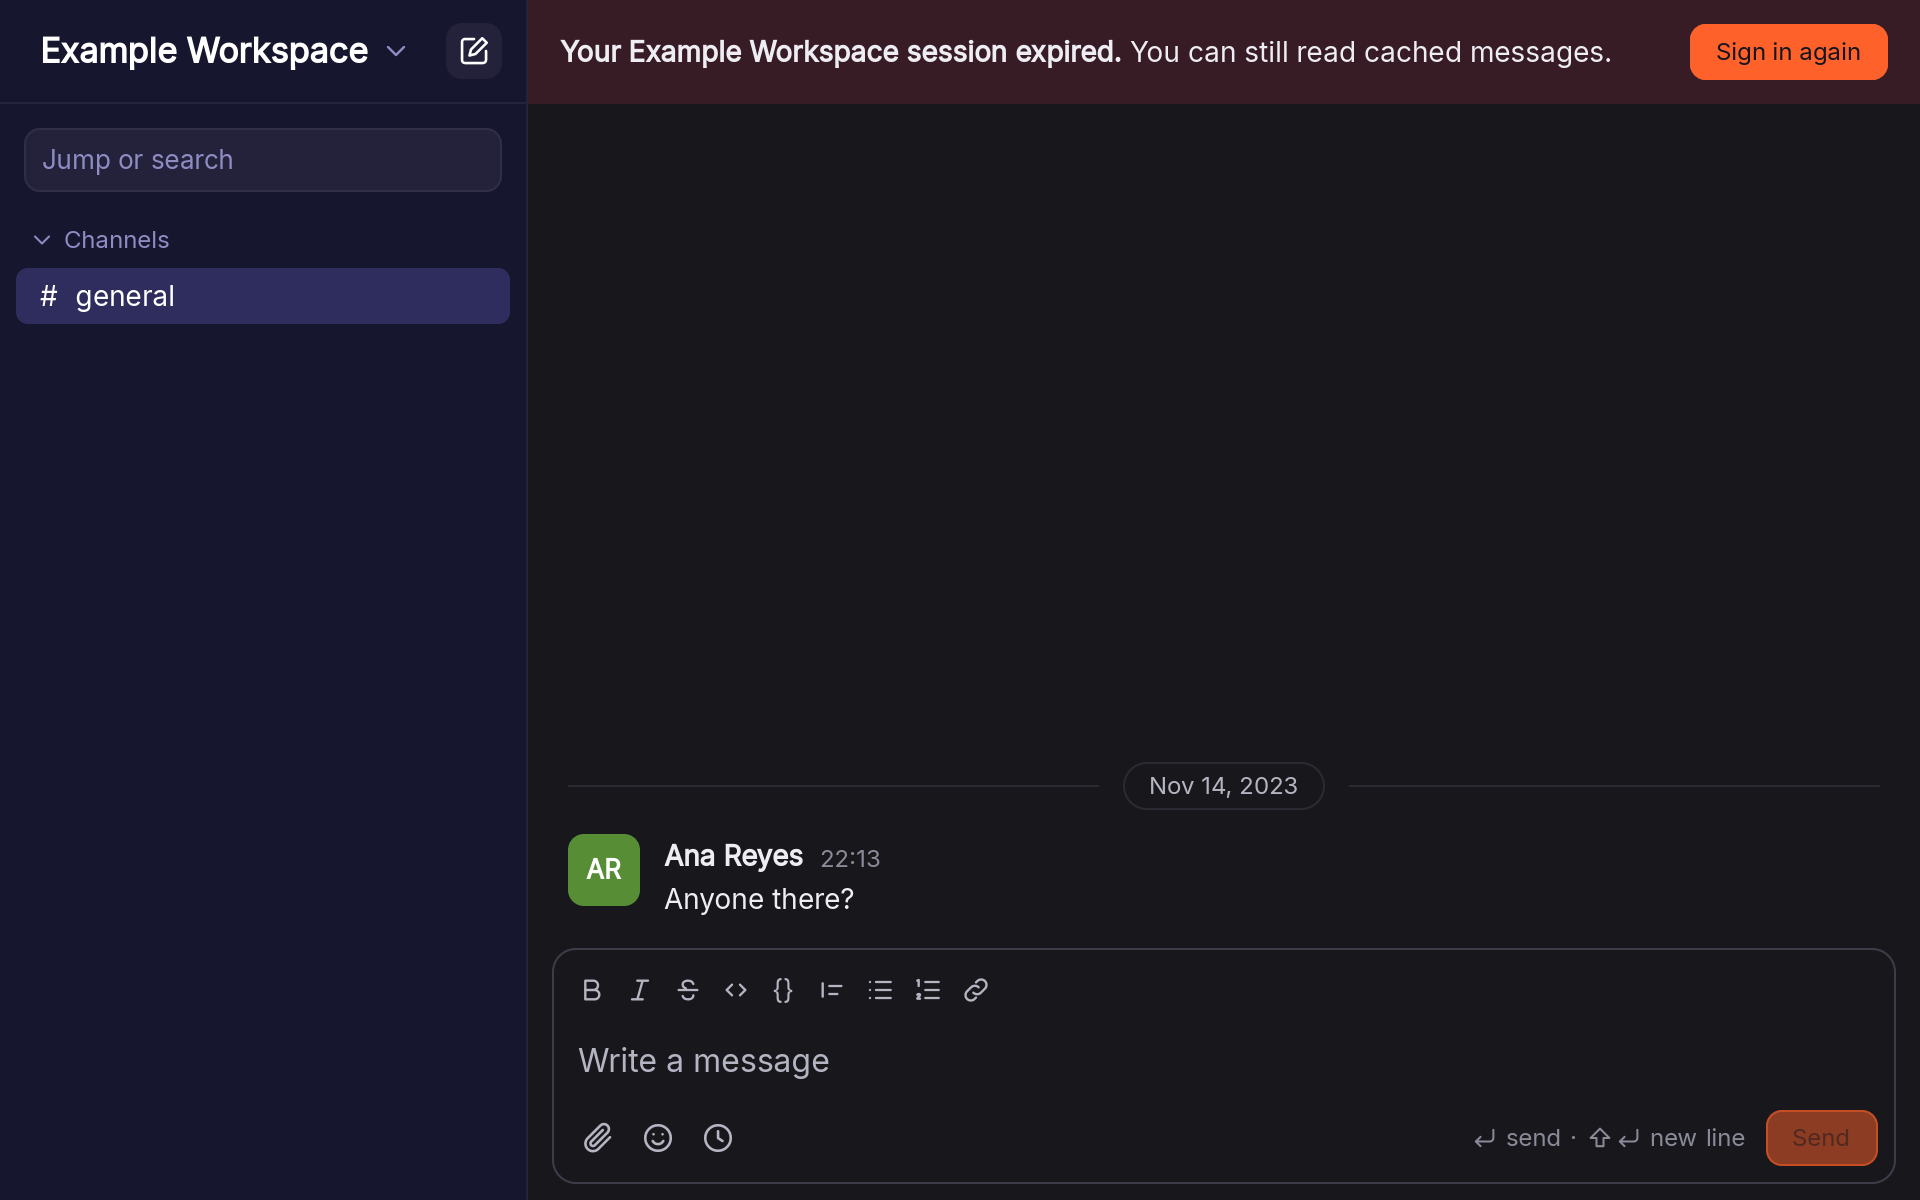 Example Workspace
Your Example Workspace session expired. You can still read cached messages.
Sign in again
Jump or search
Channels
# general
Nov 14, 2023
AR
Ana Reyes 22:13
Anyone there?
Write a message
send · new line
Send